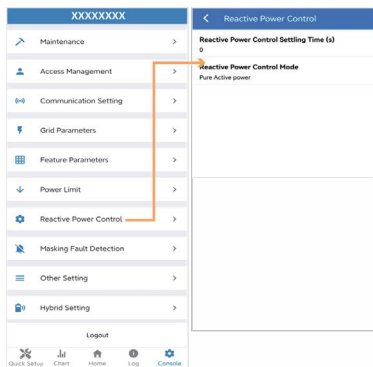 XXXXXXXX
Maintenance
Access Management
Communication Setting
Grid Parameters
Feature Parameters
Power Limit
Reactive Power Control
Masking Fault Detection
Other Setting
Hybrid Setting
Logout
Quick Setup Chart Home Log Console
Reactive Power Control
Reactive Power Control Settling Time (s)
0
Reactive Power Control Mode
Pure Active power